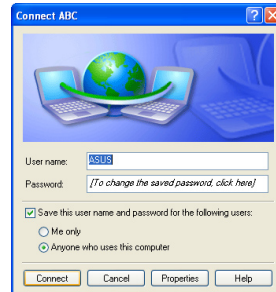 Connect ABC
User name: ASUS
Password: [To change the saved password, click here]
Save this user name and password for the following users:
Me only
Anyone who uses this computer
Connect Cancel Properties Help